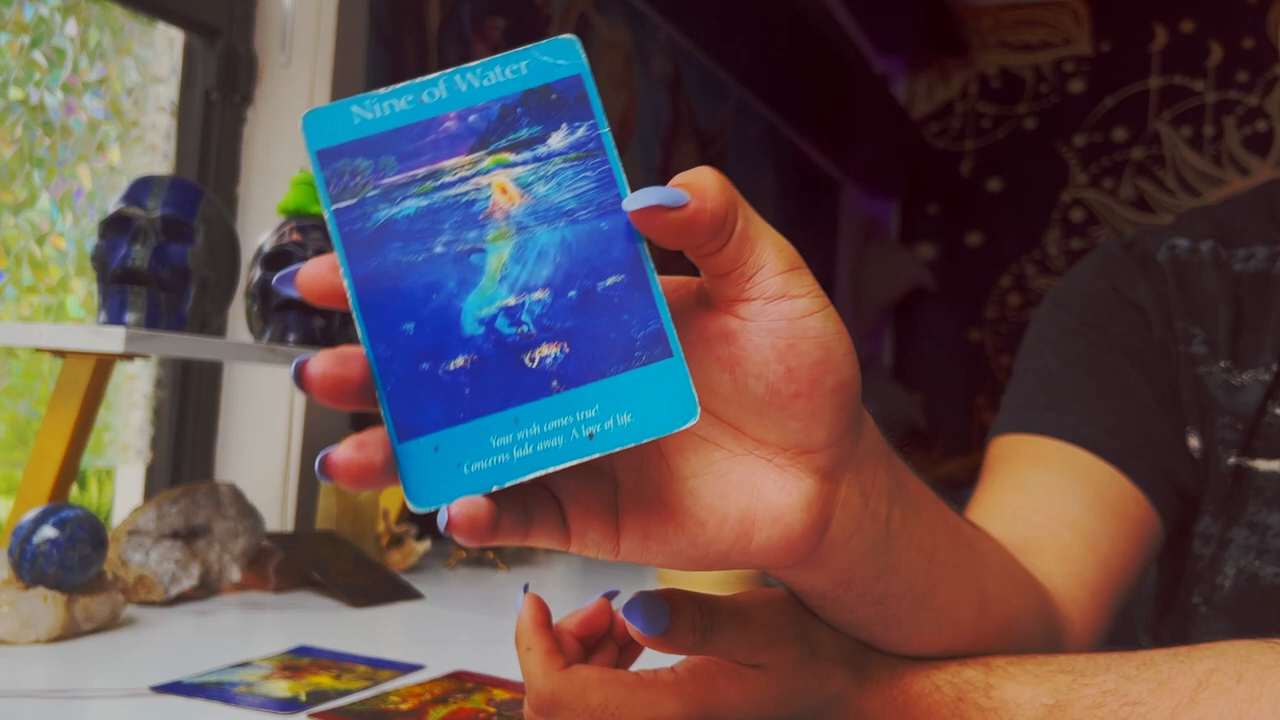 Nine of Water
Your wish comes true!
Concerns fade away. A love of life.